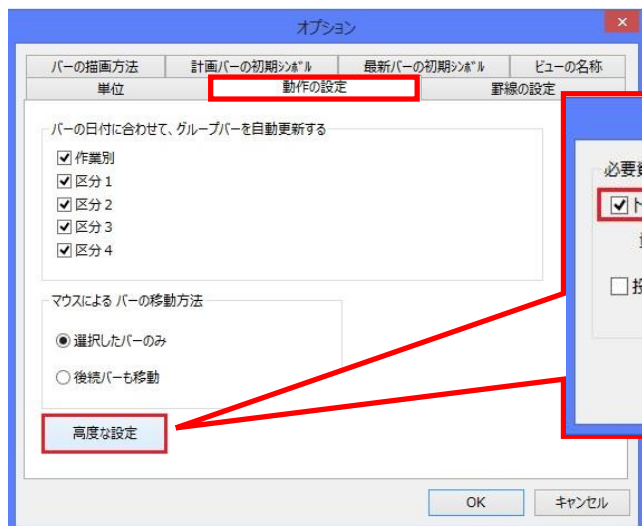 オプション
×
バーの描画方法 計画バーの初期ｼﾝﾎﾞﾙ 最新バーの初期ｼﾝﾎﾞﾙ ビューの名称
単位 動作の設定 罫線の設定
バーの日付に合わせて、グループバーを自動更新する
作業別
区分1
区分2
区分3
区分4
マウスによる バーの移動方法
選択したバーのみ
後続バーも移動
高度な設定
OK キャンセル
必要